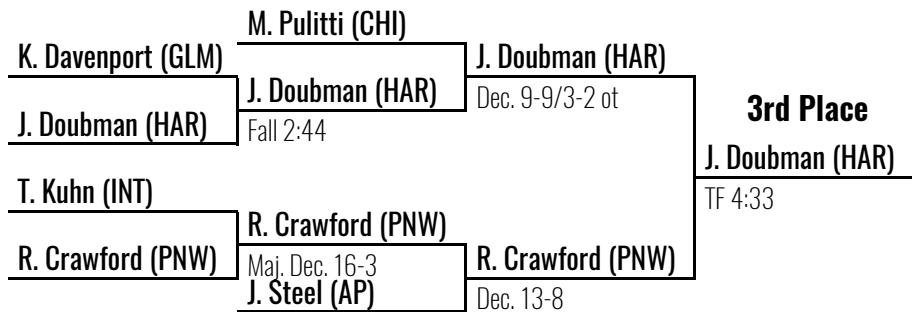 M. Pulitti (CHI)
K. Davenport (GLM)
J. Doubman (HAR)
J. Doubman (HAR)
Dec. 9-9/3-2 ot
3rd Place
J. Doubman (HAR)
Fall 2:44
J. Doubman (HAR)
TF 4:33
T. Kuhn (INT)
R. Crawford (PNW)
R. Crawford (PNW)
Maj. Dec. 16-3
R. Crawford (PNW)
J. Steel (AP)
Dec. 13-8